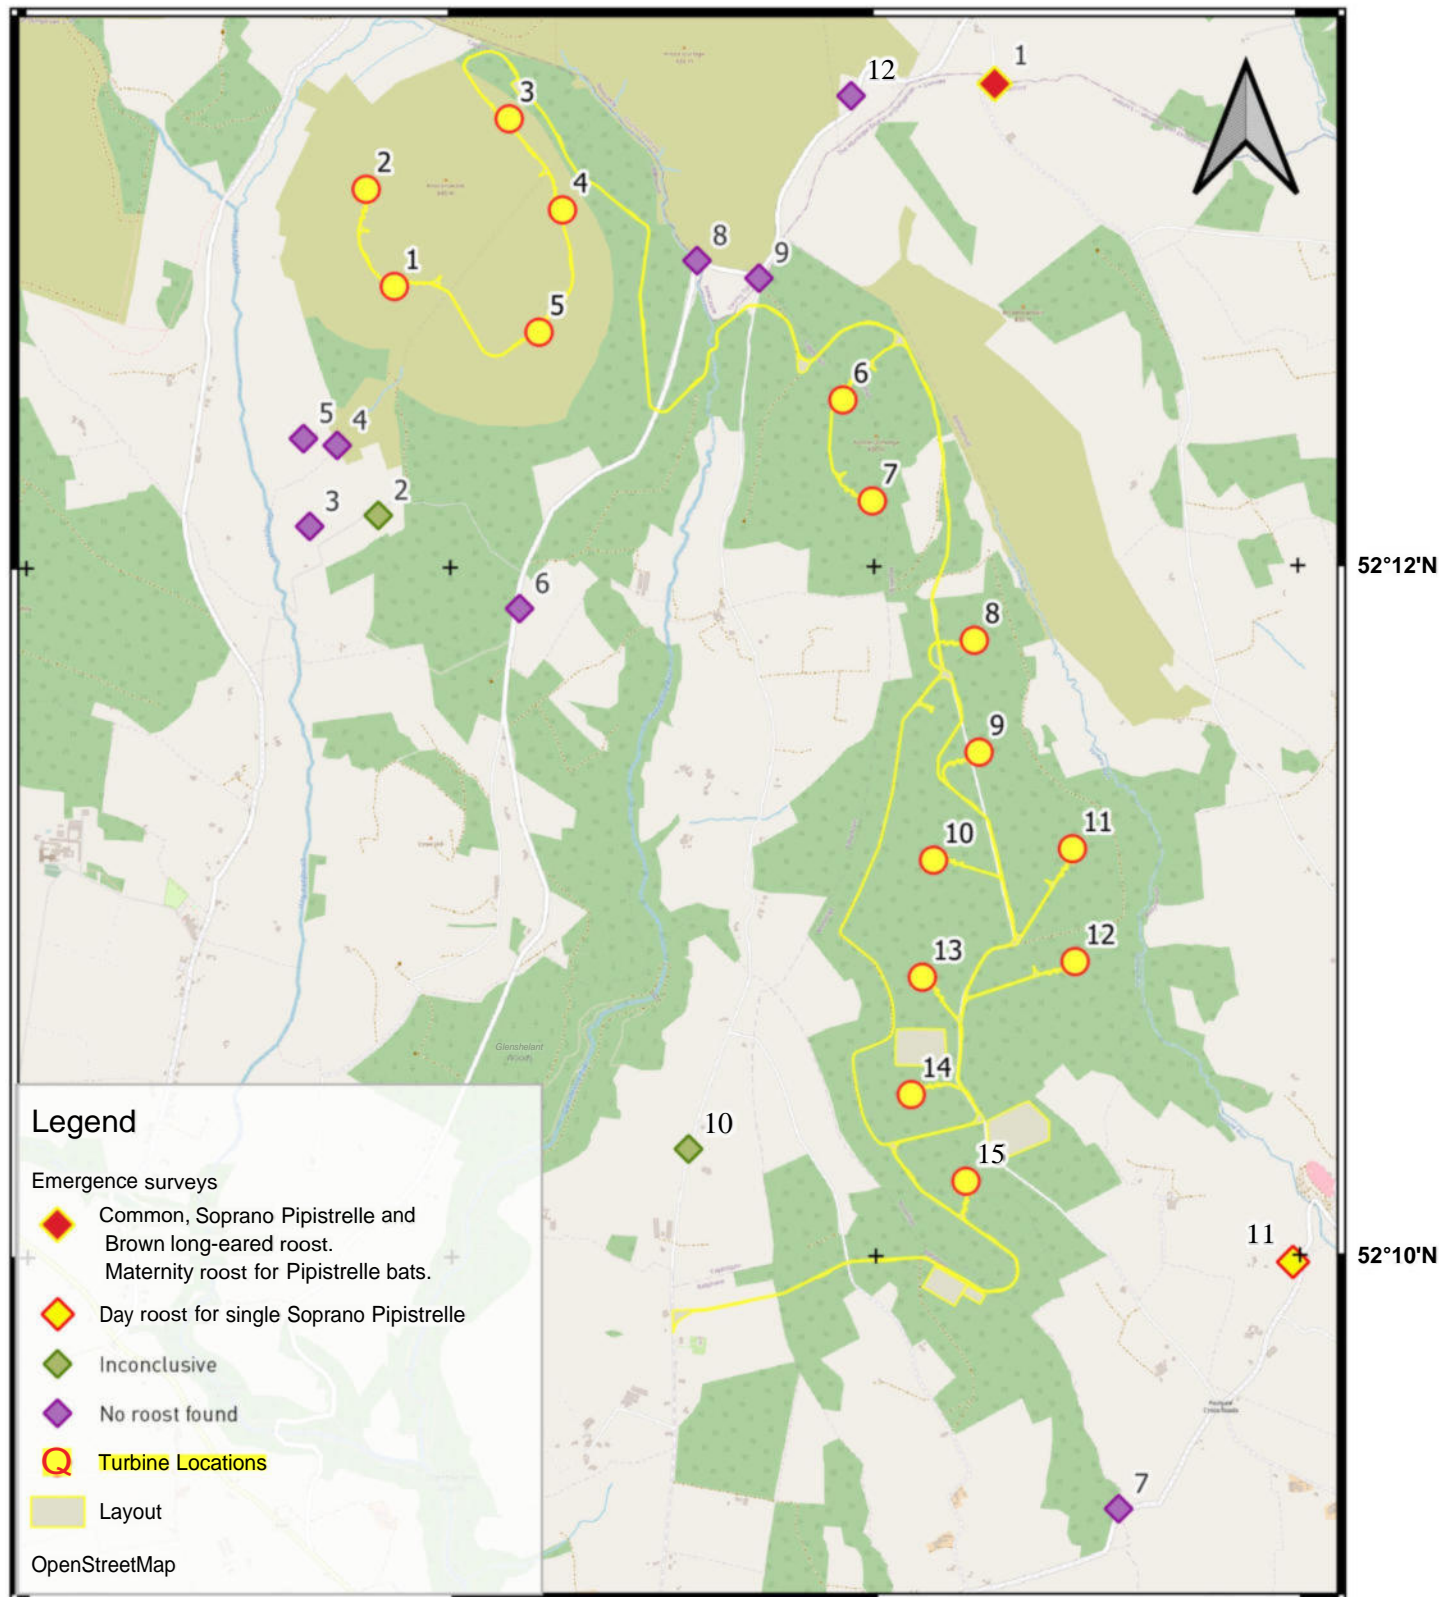 12
1
3
2
4
8
9
1
5
6
5
4
7
2
3
52°12'N
6
8
9
11
10
12
13
Glenshelant
Woods
14
Legend
10
15
Emergence surveys
Common, Soprano Pipistrelle and
Brown long-eared roost.
Maternity roost for Pipistrelle bats.
11
52°10'N
Day roost for single Soprano Pipistrelle
Inconclusive
No roost found
7
Q Turbine Locations
Layout
OpenStreetMap